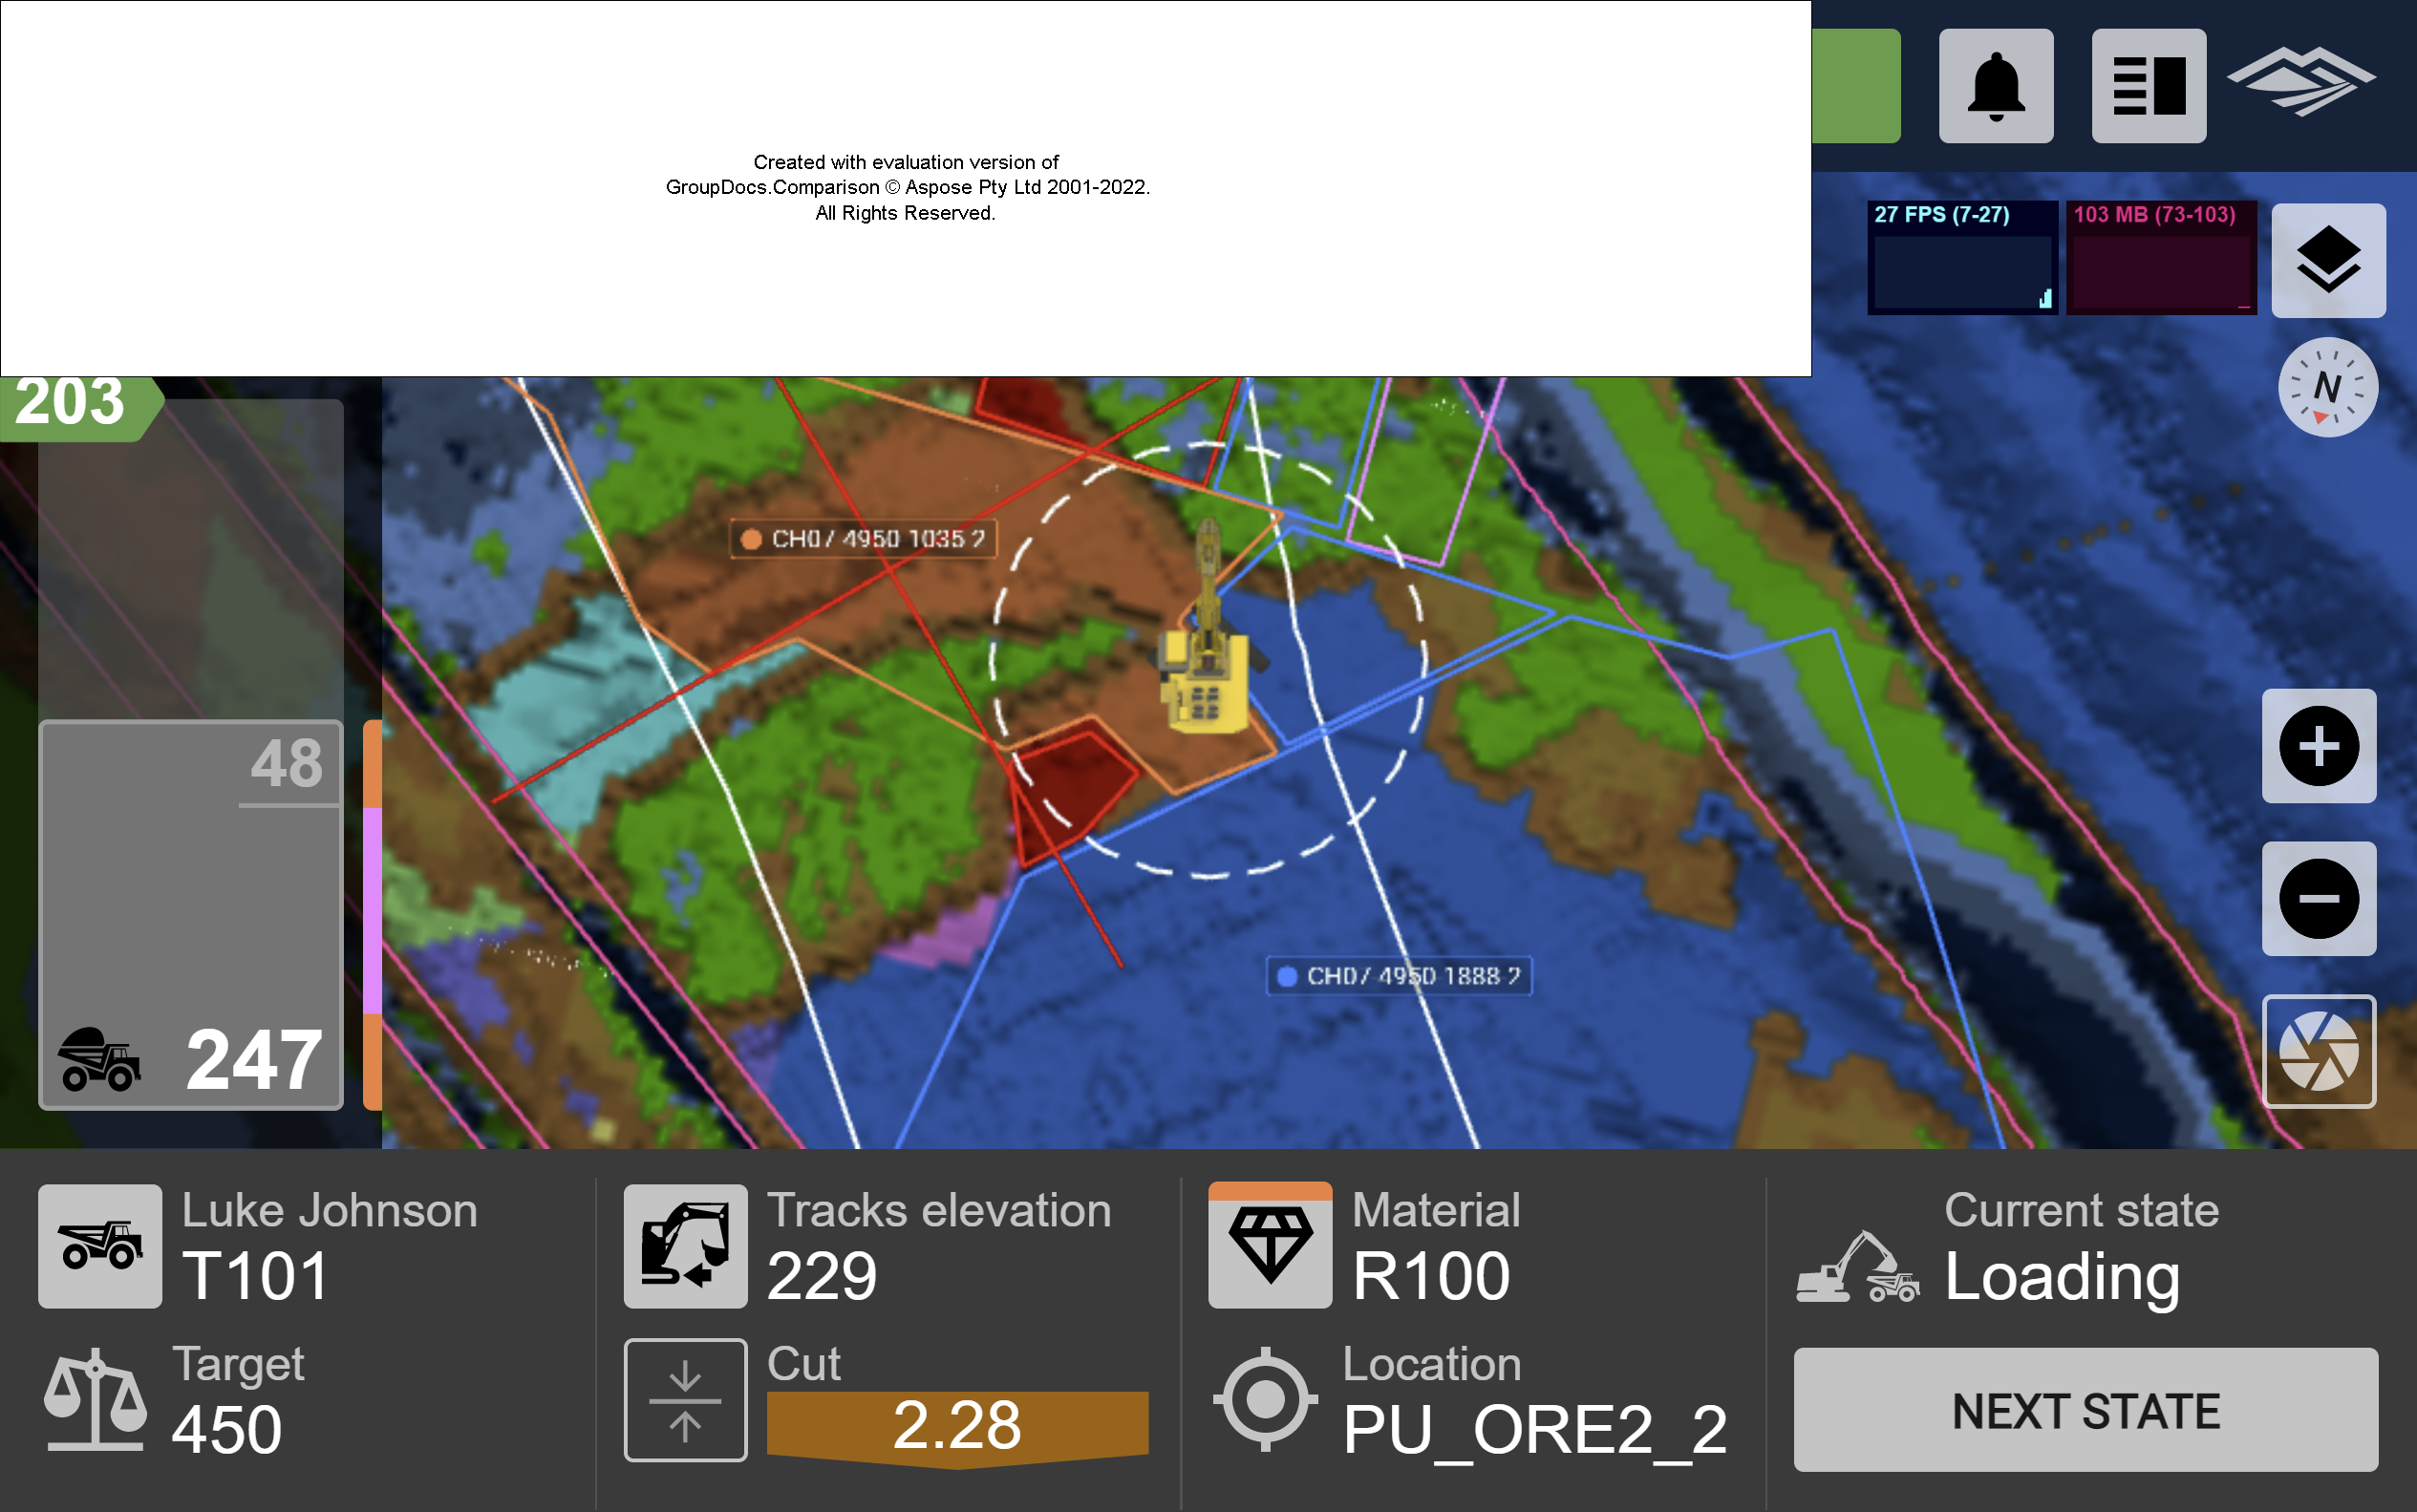 Created with evaluation version of
GroupDocs.Comparison © Aspose Pty Ltd 2001-2022.
All Rights Reserved.
27 FPS (7-27)
103 MB (73-103)
N
203
CH07 4950 1035 2
48
247
CH07 4950 1888 2
Luke Johnson
T101
Tracks elevation
229
Material
R100
Current state
Loading
Target
450
Cut
2.28
Location
PU_ORE2_2
NEXT STATE